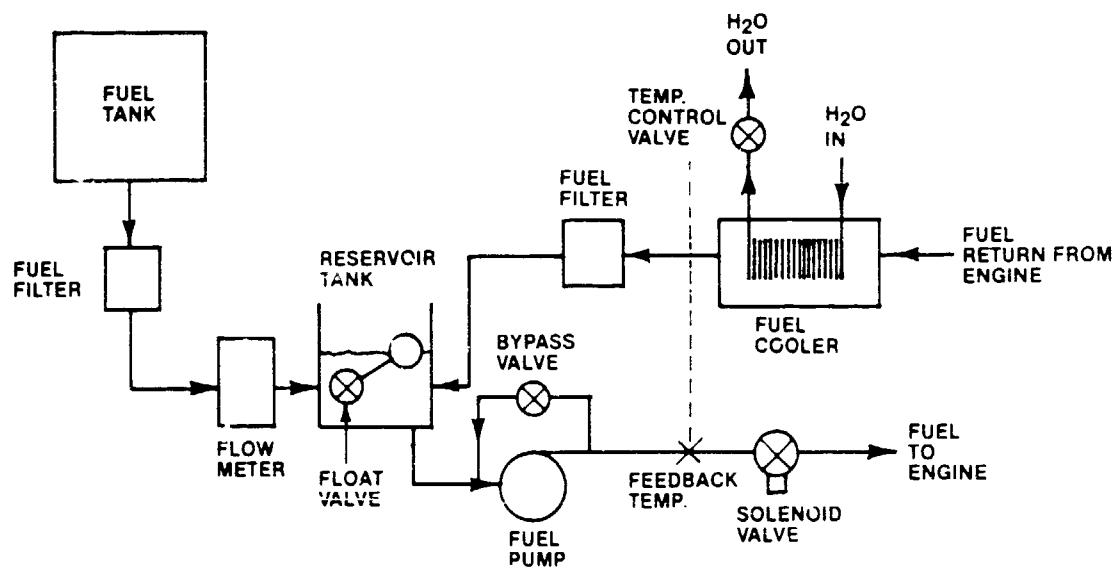 FUEL
TANK
FUEL
FILTER
FLOW
METER
RESERVOIR
TANK
FLOAT
VALVE
FUEL
FILTER
BYPASS
VALVE
FUEL
PUMP
TEMP.
CONTROL
VALVE
H₂O
OUT
H₂O
IN
FUEL
RETURN FROM
ENGINE
FUEL
COOLER
FEEDBACK
TEMP.
SOLENOID
VALVE
FUEL
TO
ENGINE